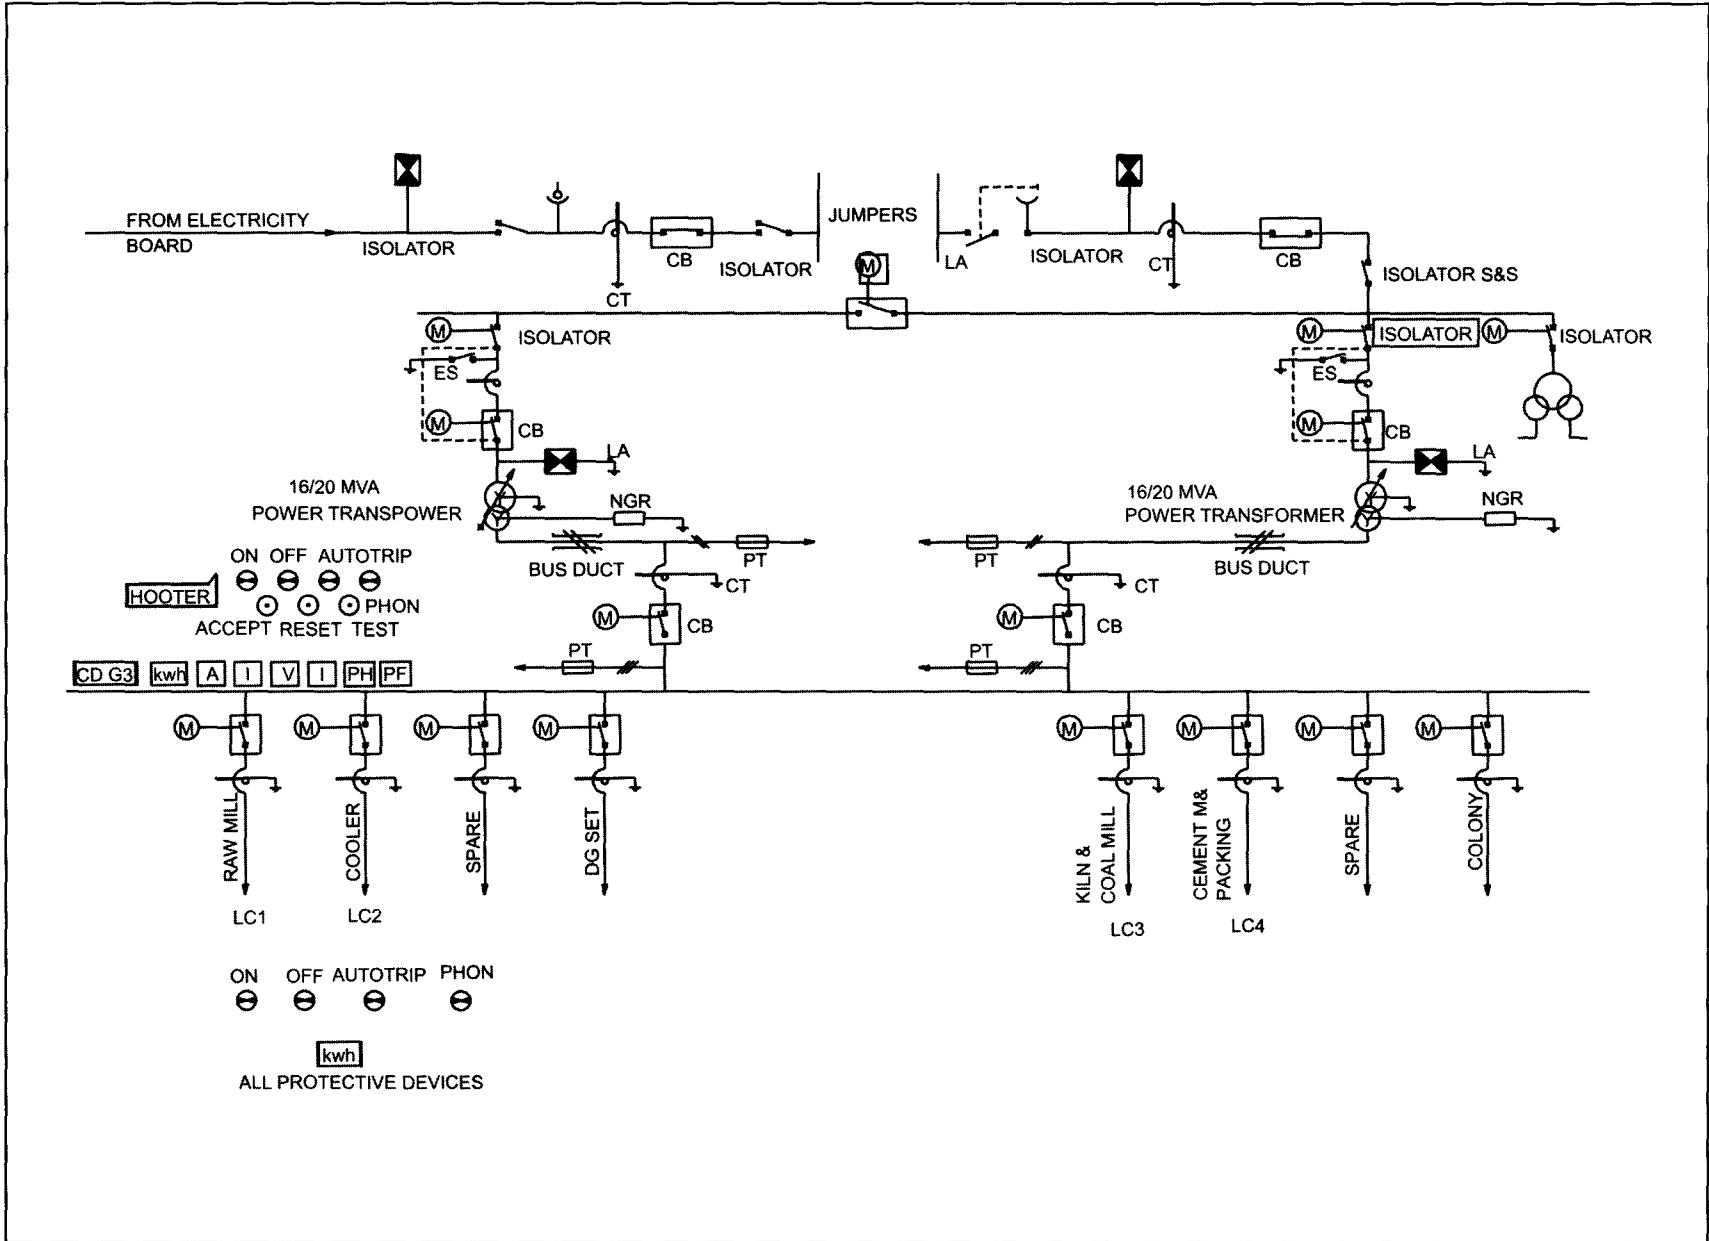 FROM ELECTRICITY
BOARD
ISOLATOR
CT
CB
ISOLATOR
JUMPERS
LA
ISOLATOR
CT
CB
ISOLATOR S&S
M
M
ISOLATOR
M
ISOLATOR
M
ISOLATOR
ES
ES
M
CB
M
CB
LA
LA
16/20 MVA
POWER TRANSPOWER
NGR
16/20 MVA
POWER TRANSFORMER
NGR
BUS DUCT
PT
PT
BUS DUCT
ON OFF AUTOTRIP
HOOTER
PHON
ACCEPT RESET TEST
CT
CT
M
CB
M
CB
PT
PT
CD G3
kwh
A
I
V
I
PH
PF
M
M
M
M
M
M
M
M
RAW MILL
COOLER
SPARE
DG SET
KILN &
COAL MILL
CEMENT M&
PACKING
SPARE
COLONY
LC1
LC2
LC3
LC4
ON OFF AUTOTRIP PHON
kwh
ALL PROTECTIVE DEVICES